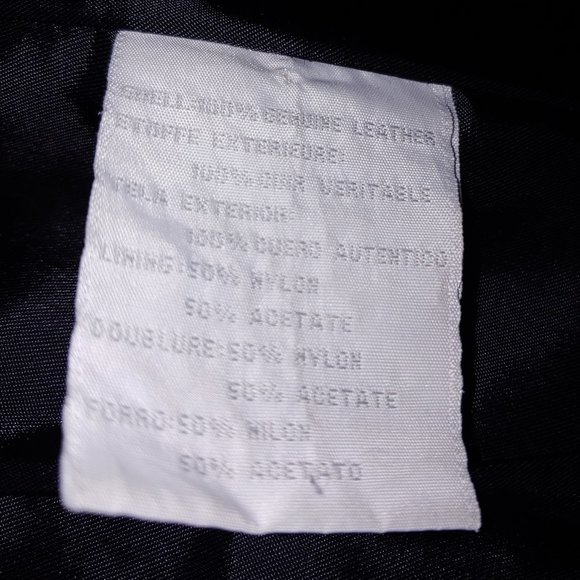 SHELL:100% GENUINE LEATHER
ETOFFE EXTERIEURE:
100% CUIR VERITABLE
TELA EXTERIOR:
100% CUERO AUTENTICO
LINING:50% NYLON
50% ACETATE
DOUBLURE:50% NYLON
50% ACETATE
FORRO:50% NILON
50% ACETATO